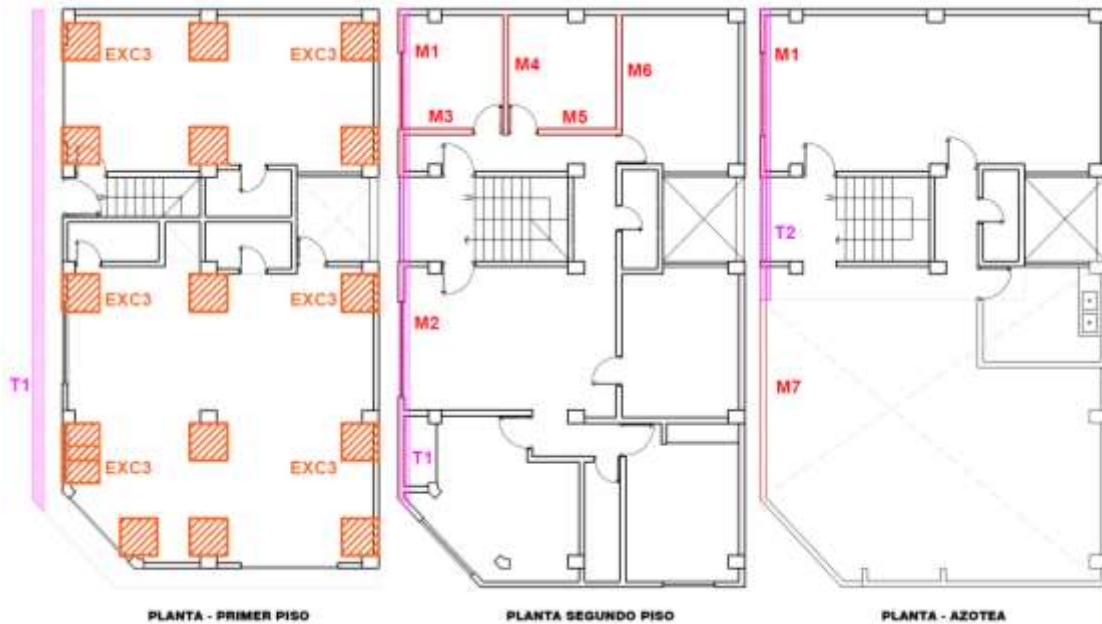 M1
M4
M6
M1
EXC3
EXC3
M3
M5
T2
EXC3
EXC3
M2
T1
M7
T1
EXC3
EXC3
PLANTA - PRIMER PISO
PLANTA SEGUNDO PISO
PLANTA - AZOTEA